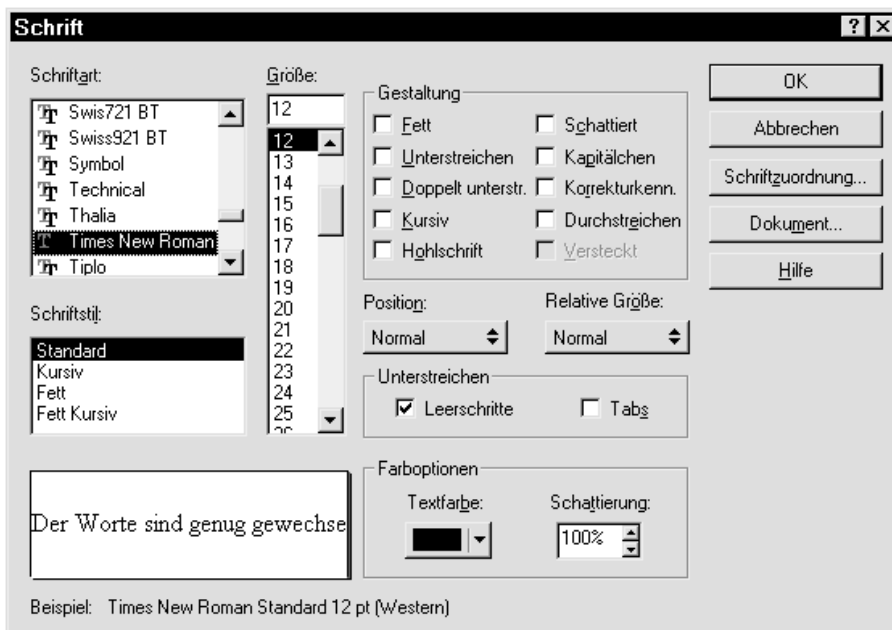 Schrift
Schriftart:
Swis721 BT
Swiss921 BT
Symbol
Technical
Thalia
Times New Roman
Tiplo
Größe:
12
12
13
14
15
16
17
18
19
20
21
22
23
24
25
26
Schriftstil:
Standard
Kursiv
Fett
Fett Kursiv
Gestaltung
Fett
Schattiert
Unterstreichen
Kapitälchen
Doppelt unterstr.
Korrekturkenn.
Kursiv
Durchstreichen
Hohlschrift
Versteckt
Position:
Relative Größe:
Normal
Normal
Unterstreichen
Leerschritte
Tabs
Farboptionen
Textfarbe:
Schattierung:
100%
OK
Abbrechen
Schriftzuordnung...
Dokument...
Hilfe
Der Worte sind genug gewechse
Beispiel: Times New Roman Standard 12 pt (Western)